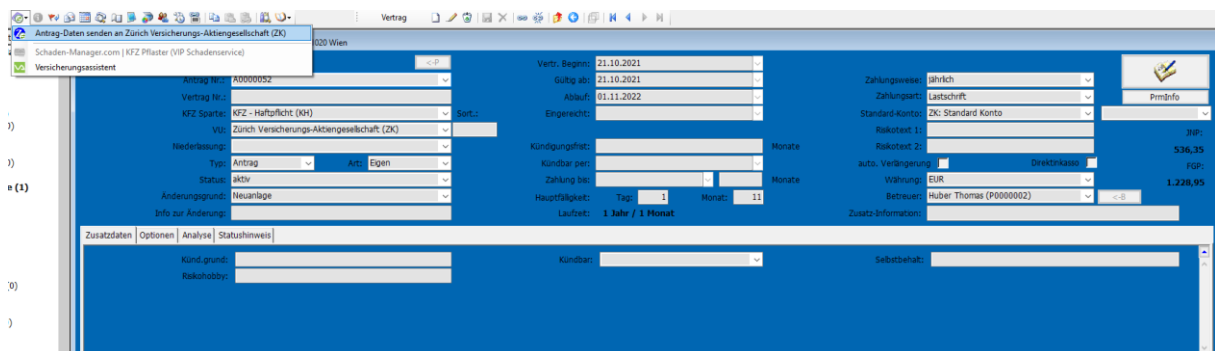 Vertrag
Antrag-Daten senden an Zürich Versicherungs-Aktiengesellschaft (ZK)
020 Wien
Schaden-Manager.com | KFZ Pflaster (VIP Schadenservice)
Versicherungsassistent
<-P
Vertr. Beginn: 21.10.2021
Antrag Nr.: A0000052
Gültig ab: 21.10.2021
Zahlungsweise: jährlich
Vertrag Nr.:
Ablauf: 01.11.2022
Zahlungsart: Lastschrift
PrmInfo
KFZ Sparte: KFZ - Haftpflicht (KH)
Sort.:
Eingereicht:
Standard-Konto: ZK: Standard Konto
VU: Zürich Versicherungs-Aktiengesellschaft (ZK)
Risikotext 1:
JNP:
Niederlassung:
Kündigungsfrist:
Monate
Risikotext 2:
536,35
Typ: Antrag
Art: Eigen
Kündbar per:
auto. Verlängerung
Direktinkasso
FGP:
Status: aktiv
Zahlung bis:
Monate
Währung: EUR
1.228,95
Änderungsgrund: Neuanlage
Hauptfälligkeit: Tag: 1 Monat: 11
Betreuer: Huber Thomas (P0000002)
<-B
Info zur Änderung:
Laufzeit: 1 Jahr / 1 Monat
Zusatz-Information:
Zusatzdaten Optionen Analyse Statushinweis
Künd.grund:
Kündbar:
Selbstbehalt:
Risikohobby:
0)
)
e (1)
(0)
)